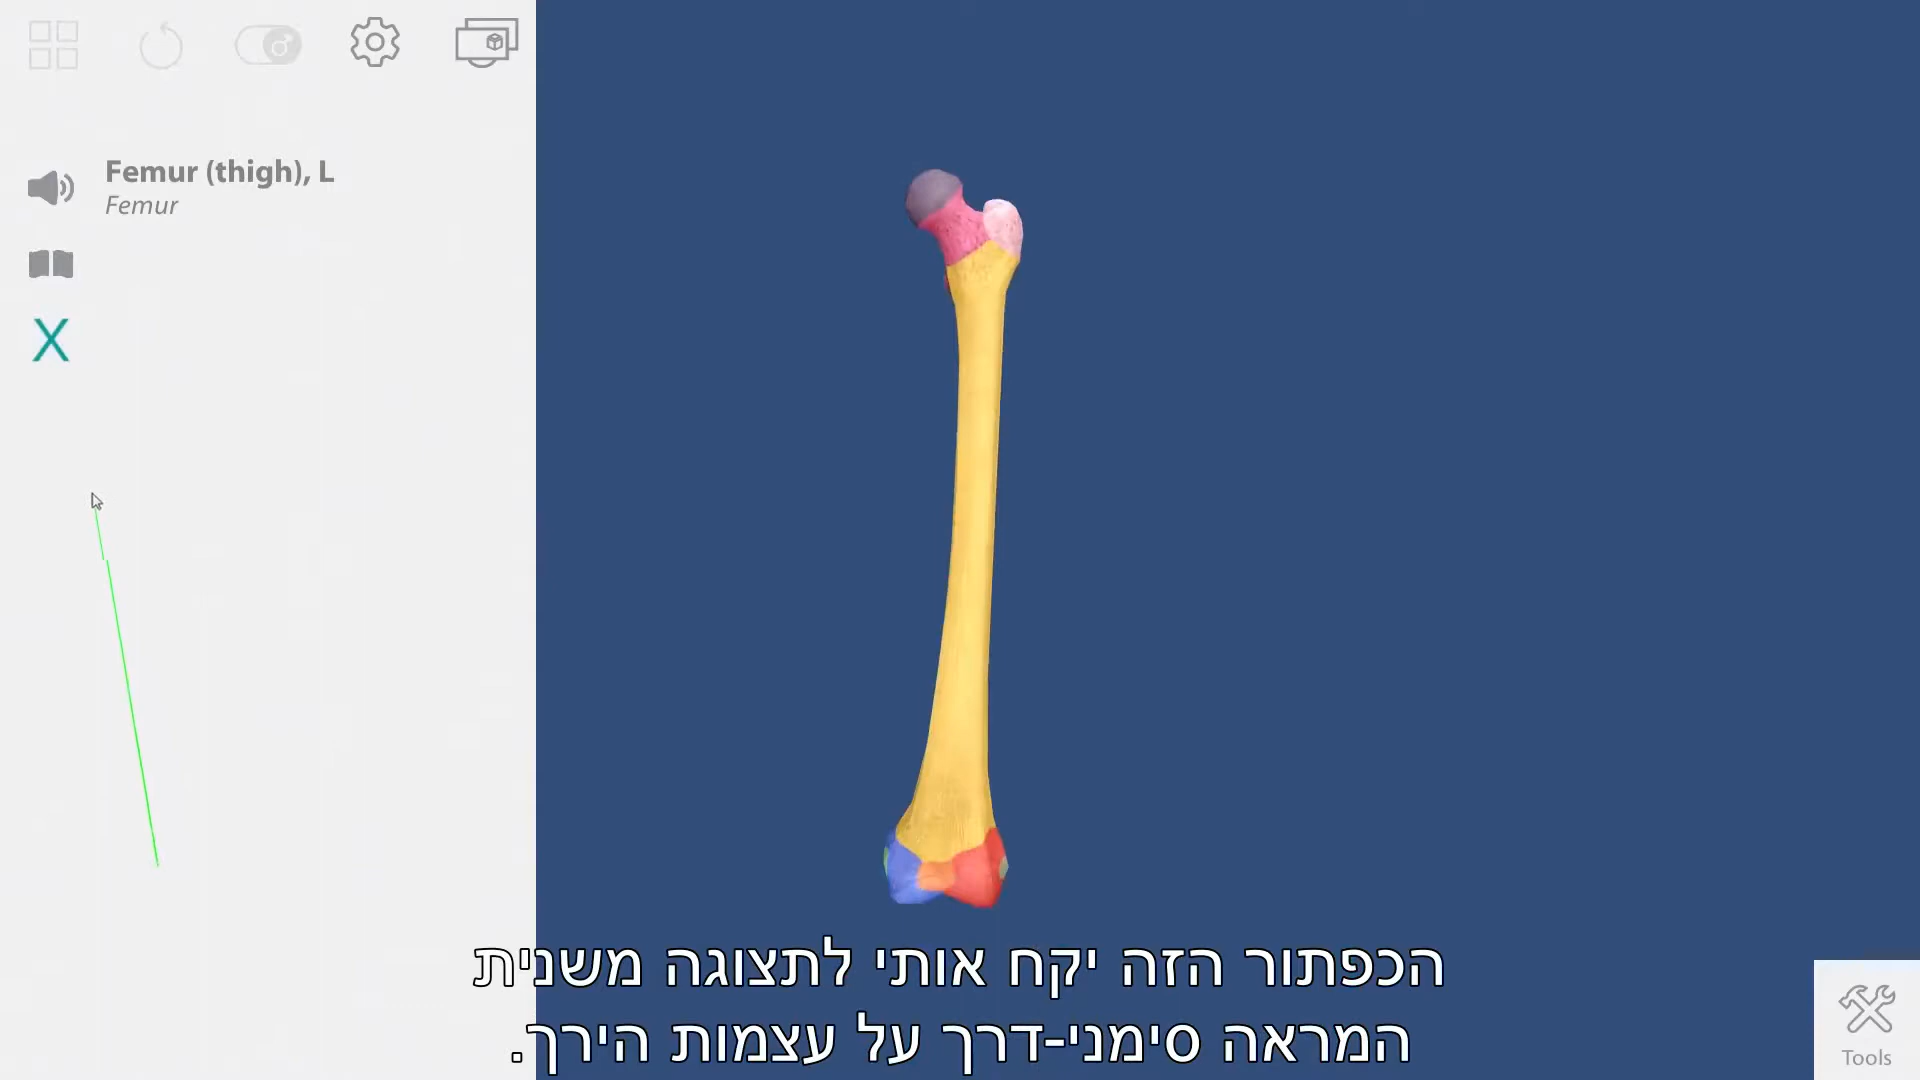 Femur (thigh), L
Femur
הכפתור הזה יקח אותי לתצוגה משנית
המראה סימני-דרך על עצמות הירך.
Tools